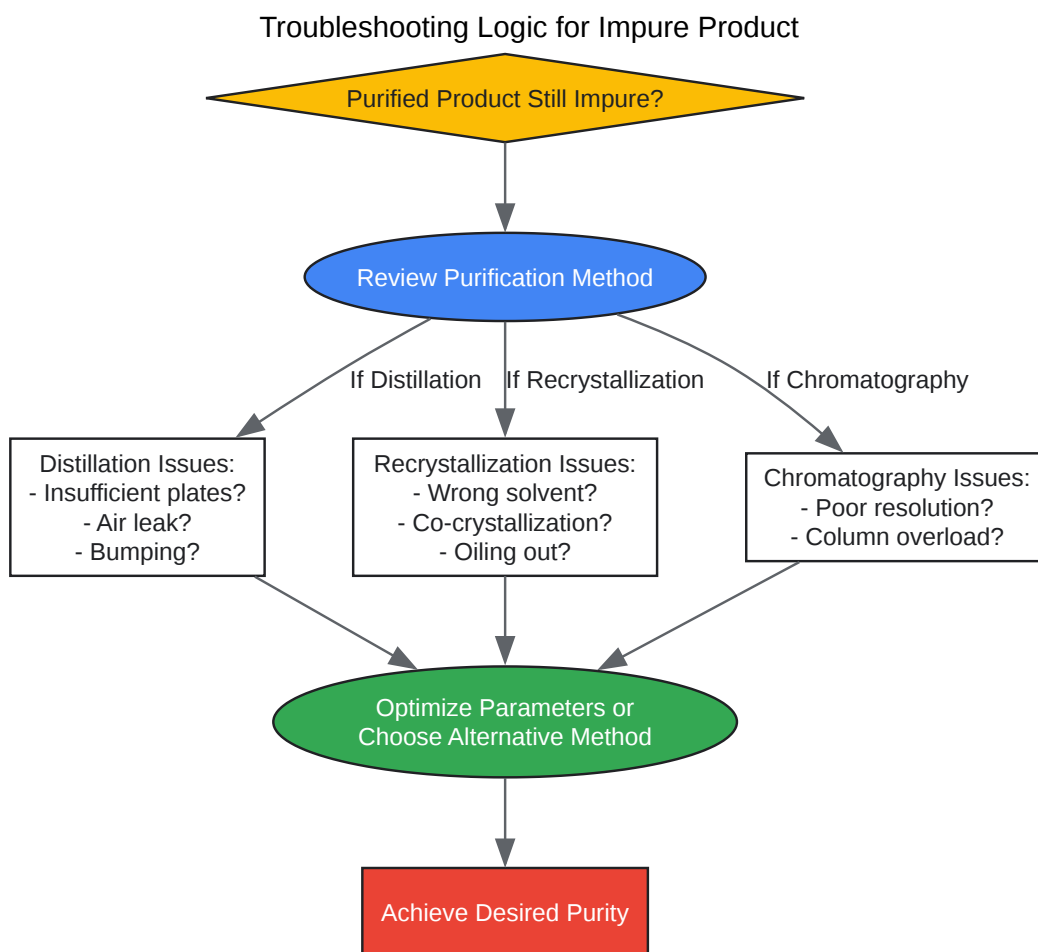 Troubleshooting Logic for Impure Product
Purified Product Still Impure?
Review Purification Method
If Distillation
If Recrystallization
If Chromatography
Distillation Issues:
- Insufficient plates?
- Air leak?
- Bumping?
Recrystallization Issues:
- Wrong solvent?
- Co-crystallization?
- Oiling out?
Chromatography Issues:
- Poor resolution?
- Column overload?
Optimize Parameters or
Choose Alternative Method
Achieve Desired Purity